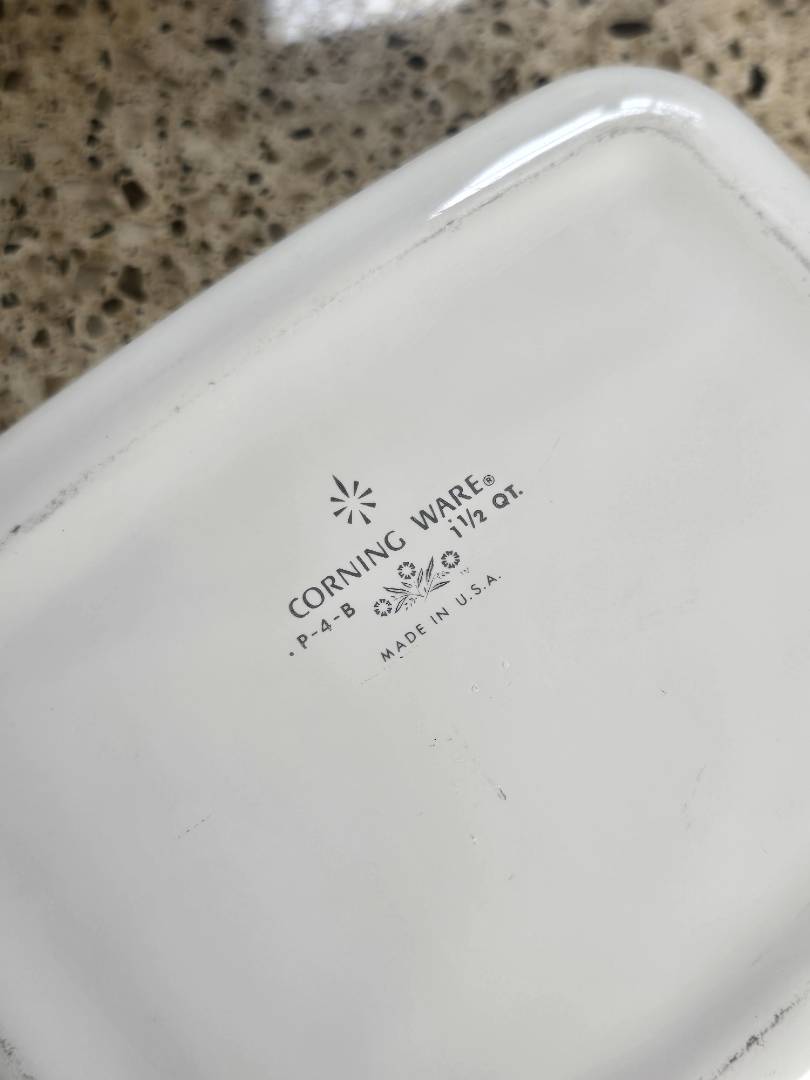 CORNING WARE®
P-4-B 1 1/2 QT.
MADE IN U.S.A.